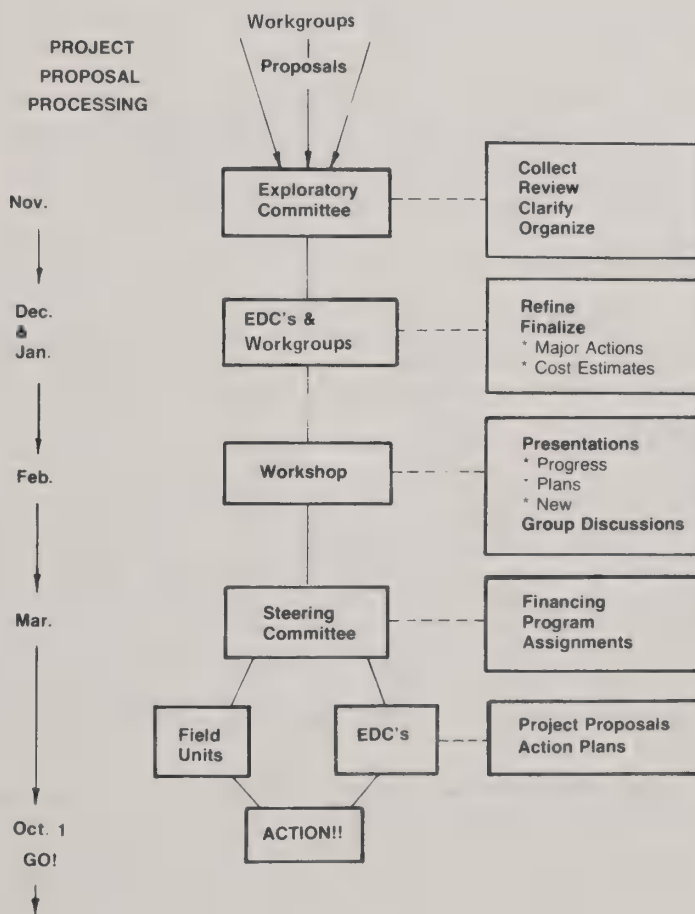 PROJECT
PROPOSAL
PROCESSING
Workgroups
Proposals
Nov.
Exploratory
Committee
Collect
Review
Clarify
Organize
Dec.
&
Jan.
EDC's &
Workgroups
Refine
Finalize
* Major Actions
* Cost Estimates
Feb.
Workshop
Presentations
* Progress
* Plans
* New
Group Discussions
Mar.
Steering
Committee
Financing
Program
Assignments
Field
Units
EDC's
Project Proposals
Action Plans
Oct. 1
GO!
ACTION!!